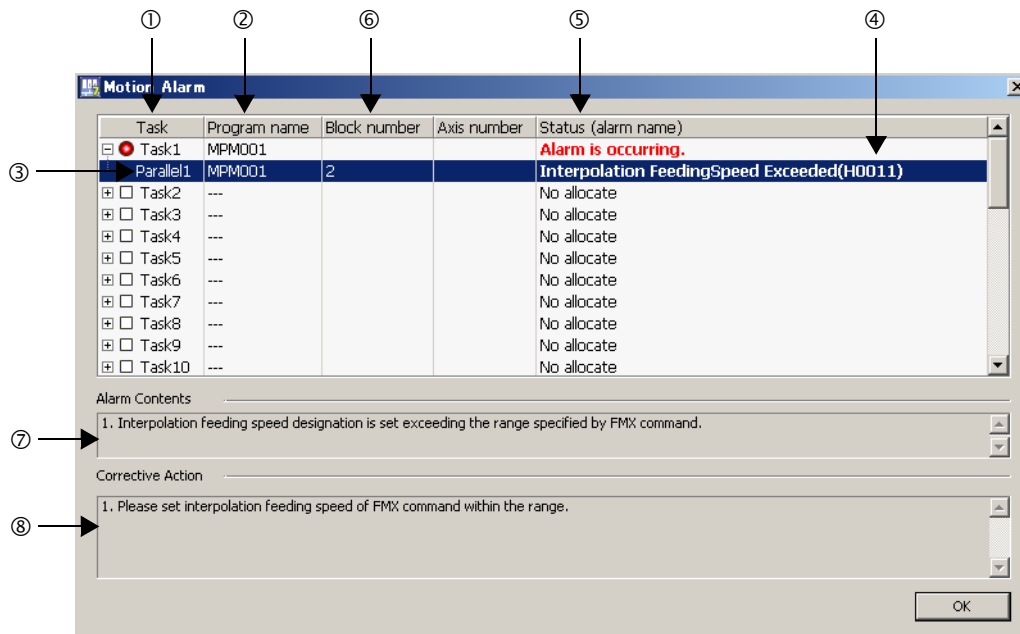 ① ② ⑥ ⑤ ④
Motion Alarm
Task Program name Block number Axis number Status (alarm name)
Task1 MPM001 Alarm is occurring.
③ Parallel1 MPM001 2 Interpolation FeedingSpeed Exceeded(H0011)
Task2 --- No allocate
Task3 --- No allocate
Task4 --- No allocate
Task5 --- No allocate
Task6 --- No allocate
Task7 --- No allocate
Task8 --- No allocate
Task9 --- No allocate
Task10 --- No allocate
Alarm Contents
⑦ 1. Interpolation feeding speed designation is set exceeding the range specified by FMX command.
Corrective Action
⑧ 1. Please set interpolation feeding speed of FMX command within the range.
OK